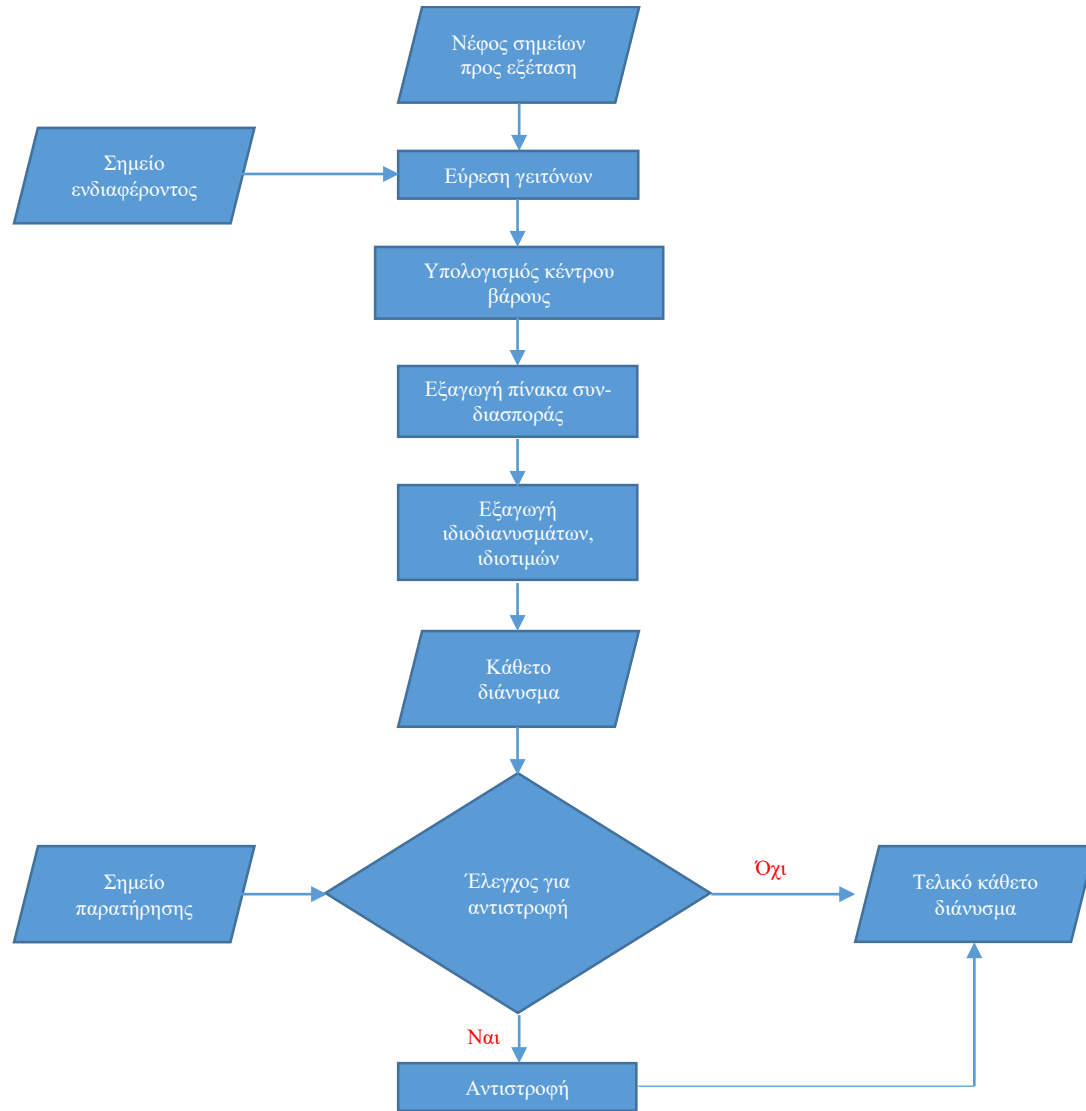 Νέφος σημείων
προς εξέταση
Σημείο
ενδιαφέροντος
Εύρεση γειτόνων
Υπολογισμός κέντρου
βάρους
Εξαγωγή πίνακα συν-
διασποράς
Εξαγωγή
ιδιοδιανυσμάτων,
ιδιοτιμών
Κάθετο
διάνυσμα
Σημείο
παρατήρησης
Έλεγχος για
αντιστροφή
Όχι
Τελικό κάθετο
διάνυσμα
Ναι
Αντιστροφή